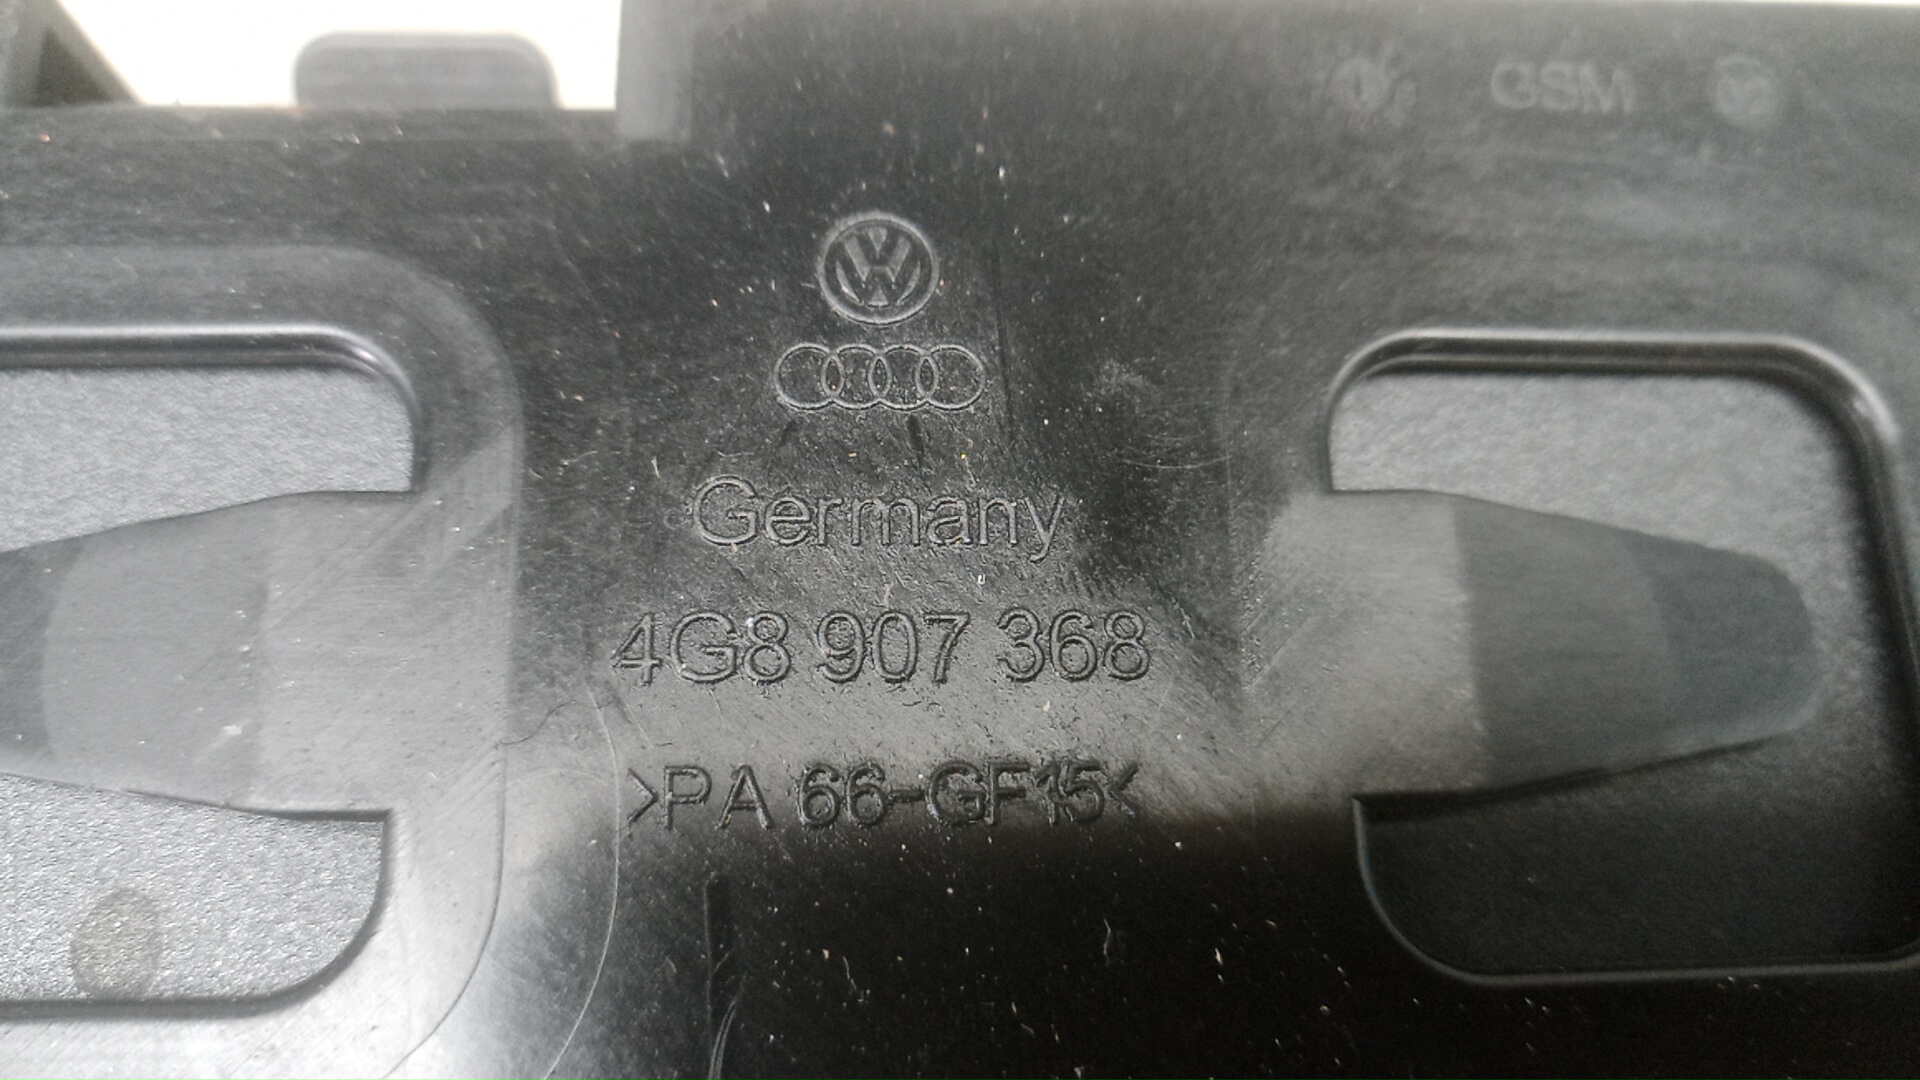 GSM
Germany
4G8 907 368
>PA 66-GF15<